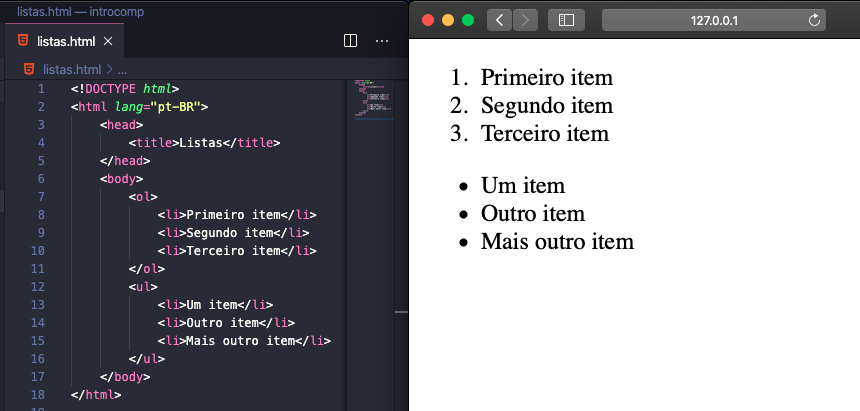 listas.html — introcomp
listas.html
listas.html > ...
1 <!DOCTYPE html>
2 <html lang="pt-BR">
3 <head>
4 <title>Listas</title>
5 </head>
6 <body>
7 <ol>
8 <li>Primeiro item</li>
9 <li>Segundo item</li>
10 <li>Terceiro item</li>
11 </ol>
12 <ul>
13 <li>Um item</li>
14 <li>Outro item</li>
15 <li>Mais outro item</li>
16 </ul>
17 </body>
18 </html>
127.0.0.1
1. Primeiro item
2. Segundo item
3. Terceiro item
• Um item
• Outro item
• Mais outro item